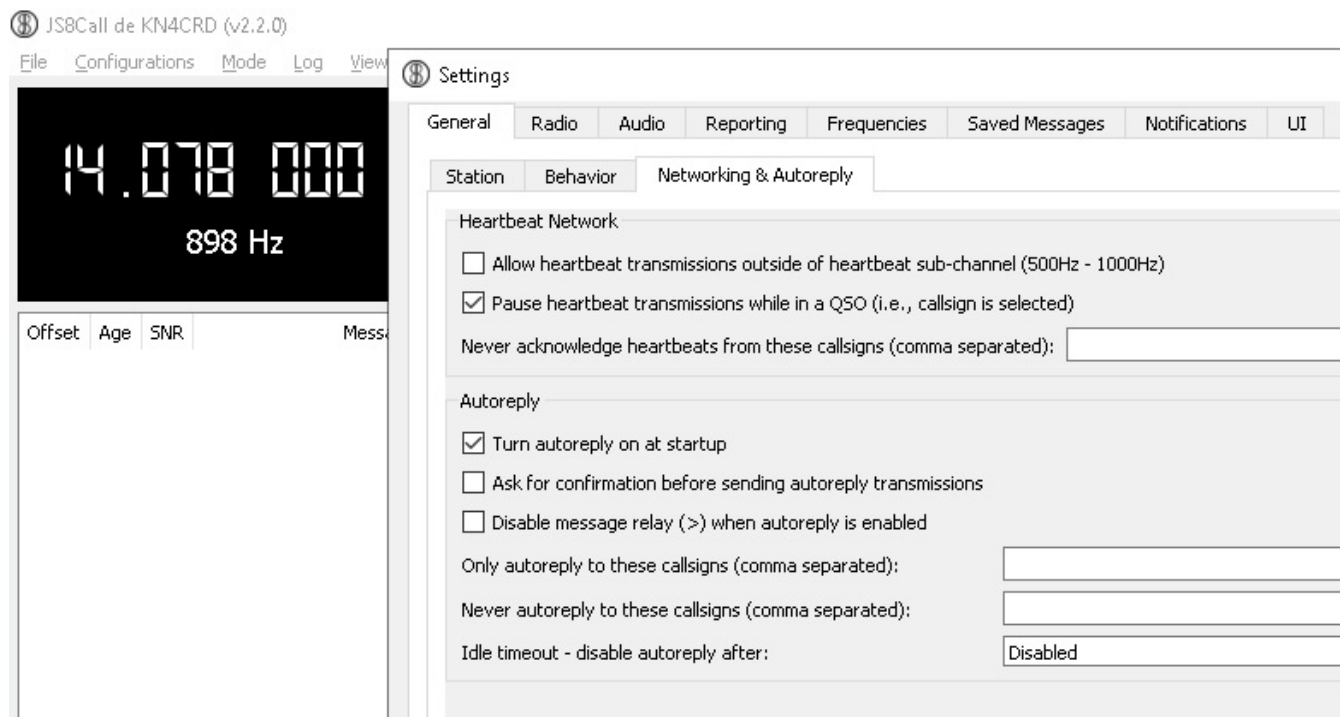 JS8Call de KN4CRD (v2.2.0)
File Configurations Mode Log View
14.078 000
898 Hz
Offset Age SNR Messa
Settings
General Radio Audio Reporting Frequencies Saved Messages Notifications UI
Station Behavior Networking & Autoreply
Heartbeat Network
Allow heartbeat transmissions outside of heartbeat sub-channel (500Hz - 1000Hz)
Pause heartbeat transmissions while in a QSO (i.e., callsign is selected)
Never acknowledge heartbeats from these callsigns (comma separated):
Autoreply
Turn autoreply on at startup
Ask for confirmation before sending autoreply transmissions
Disable message relay (>) when autoreply is enabled
Only autoreply to these callsigns (comma separated):
Never autoreply to these callsigns (comma separated):
Idle timeout - disable autoreply after: Disabled